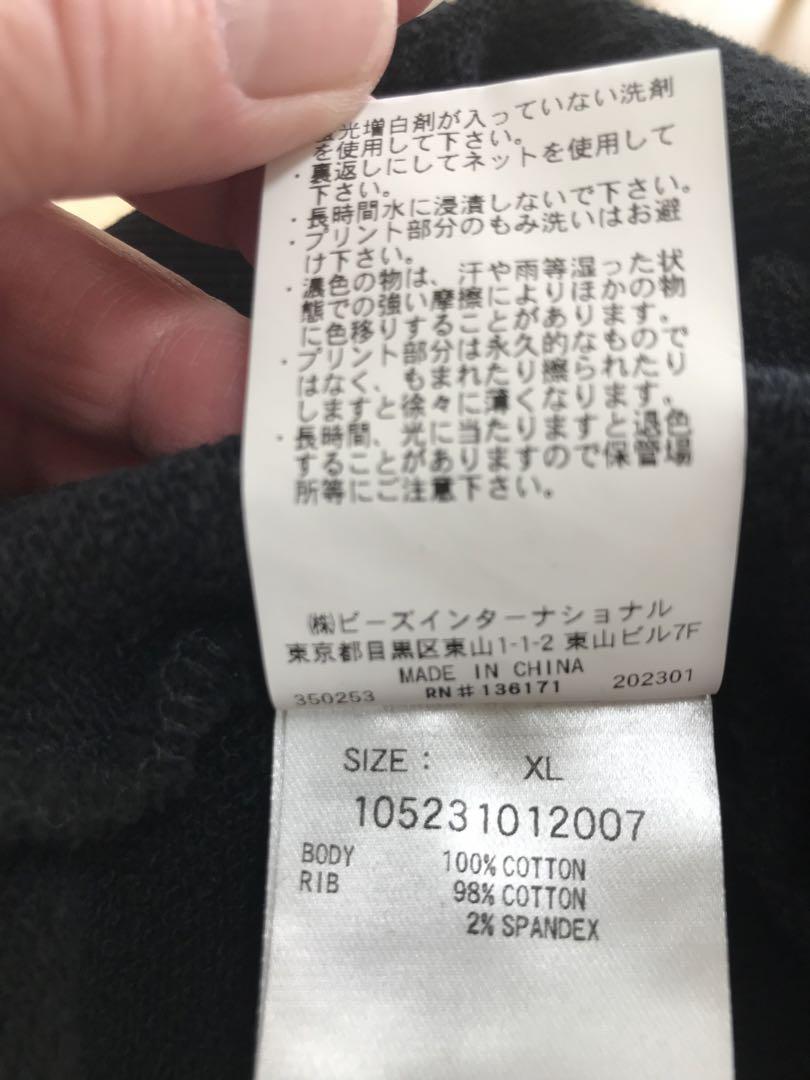 光増白剤が入っていない洗剤
を使用して下さい。
・裏返しにしてネットを使用して
下さい。
・長時間水に浸漬しないで下さい。
・プリント部分のもみ洗いはお避
け下さい。
・濃色の物は、汗や雨等湿った状
態での強い摩擦によりほかの物
に色移りすることがあります。
・プリント部分は永久的なもので
はなく、もまれたり擦られたり
しますと徐々に薄くなります。
・長時間、光に当たりますと退色
することがありますので保管場
所等にご注意下さい。
㈱ビーズインターナショナル
東京都目黒区東山1-1-2 東山ビル7F
MADE IN CHINA
350253 RN#136171 202301
SIZE: XL
105231012007
BODY 100% COTTON
RIB 98% COTTON
2% SPANDEX